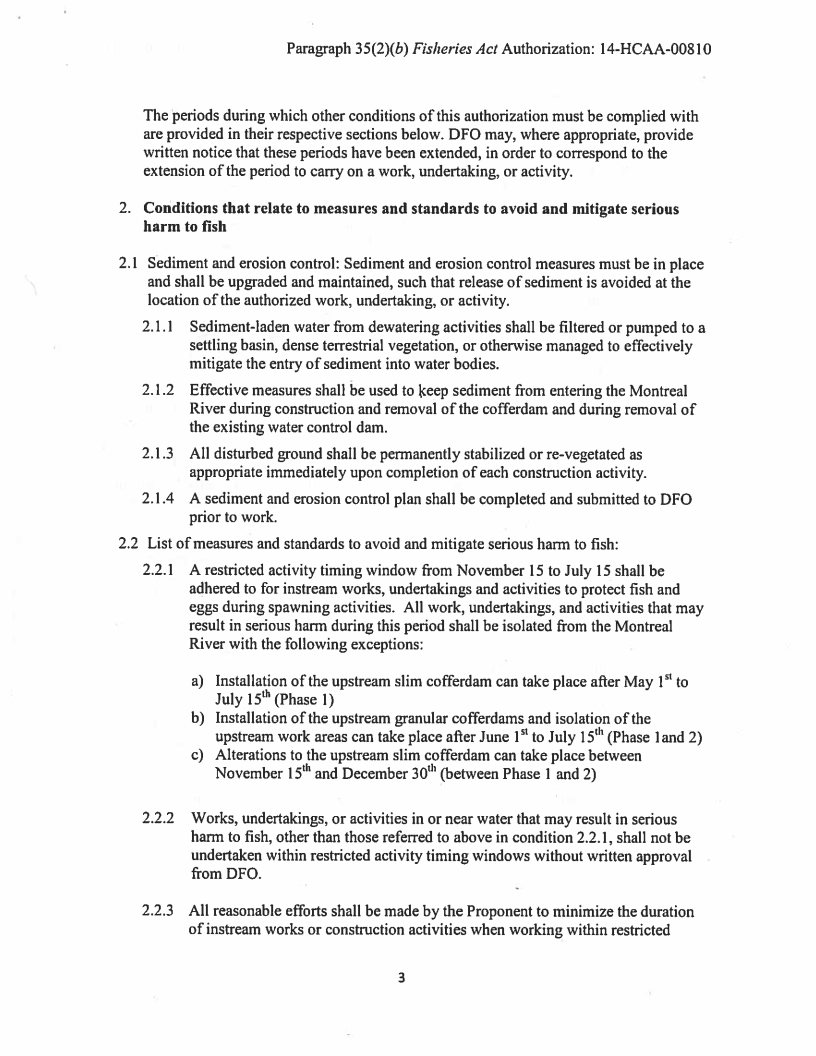 Paragraph 35(2)(b) Fisheries Act Authorization: 14-HCAA-00810
The periods during which other conditions of this authorization must be complied with
are provided in their respective sections below. DFO may, where appropriate, provide
written notice that these periods have been extended, in order to correspond to the
extension of the period to carry on a work, undertaking, or activity.
2. Conditions that relate to measures and standards to avoid and mitigate serious
harm to fish
2.1 Sediment and erosion control: Sediment and erosion control measures must be in place
and shall be upgraded and maintained, such that release of sediment is avoided at the
location of the authorized work, undertaking, or activity.
2.1.1 Sediment-laden water from dewatering activities shall be filtered or pumped to a
settling basin, dense terrestrial vegetation, or otherwise managed to effectively
mitigate the entry of sediment into water bodies.
2.1.2 Effective measures shall be used to keep sediment from entering the Montreal
River during construction and removal of the cofferdam and during removal of
the existing water control dam.
2.1.3 All disturbed ground shall be permanently stabilized or re-vegetated as
appropriate immediately upon completion of each construction activity.
2.1.4 A sediment and erosion control plan shall be completed and submitted to DFO
prior to work.
2.2 List of measures and standards to avoid and mitigate serious harm to fish:
2.2.1 A restricted activity timing window from November 15 to July 15 shall be
adhered to for instream works, undertakings and activities to protect fish and
eggs during spawning activities. All work, undertakings, and activities that may
result in serious harm during this period shall be isolated from the Montreal
River with the following exceptions:
a) Installation of the upstream slim cofferdam can take place after May 1st to
July 15th (Phase 1)
b) Installation of the upstream granular cofferdams and isolation of the
upstream work areas can take place after June 1st to July 15th (Phase 1and 2)
c) Alterations to the upstream slim cofferdam can take place between
November 15th and December 30th (between Phase 1 and 2)
2.2.2 Works, undertakings, or activities in or near water that may result in serious
harm to fish, other than those referred to above in condition 2.2.1, shall not be
undertaken within restricted activity timing windows without written approval
from DFO.
2.2.3 All reasonable efforts shall be made by the Proponent to minimize the duration
of instream works or construction activities when working within restricted
3